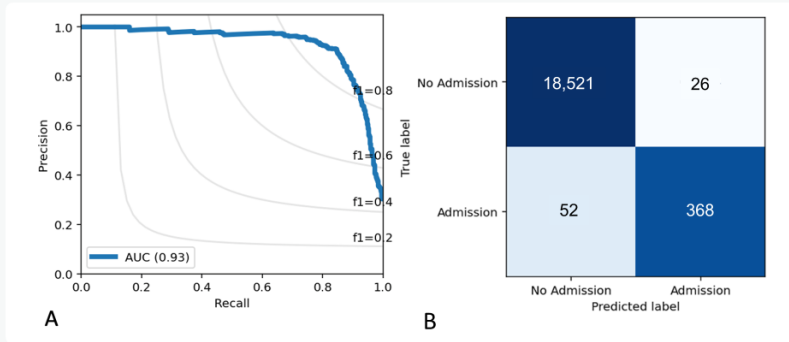 1.0
0.8
0.6
0.4
0.2
0.0
Precision
f1=0.8
f1=0.6
f1=0.4
f1=0.2
AUC (0.93)
0.0 0.2 0.4 0.6 0.8 1.0
Recall
A
True label
No Admission
18,521 26
Admission
52 368
No Admission Admission
Predicted label
B